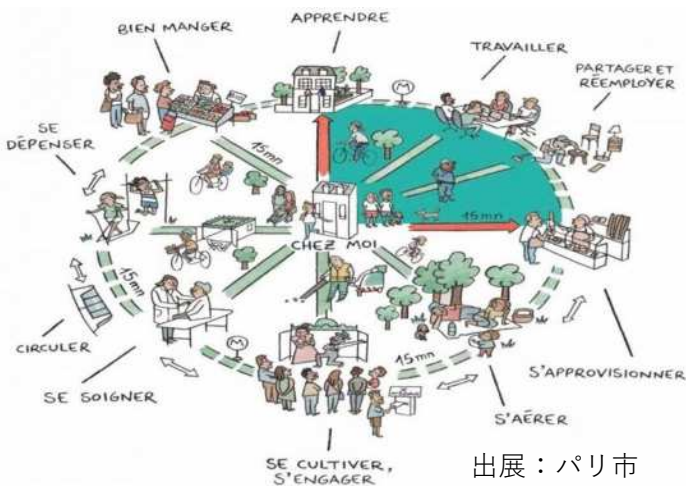 BIEN MANGER
APPRENDRE
TRAVAILLER
PARTAGER ET
RÉEMPLOYER
M
SE
DÉPENSER
15mn
15mn
CHEZ MOI
15mn
CIRCULER
M
15mn
M
SE SOIGNER
S'APPROVISIONNER
S'AÉRER
SE CULTIVER,
S'ENGAGER
出展：パリ市